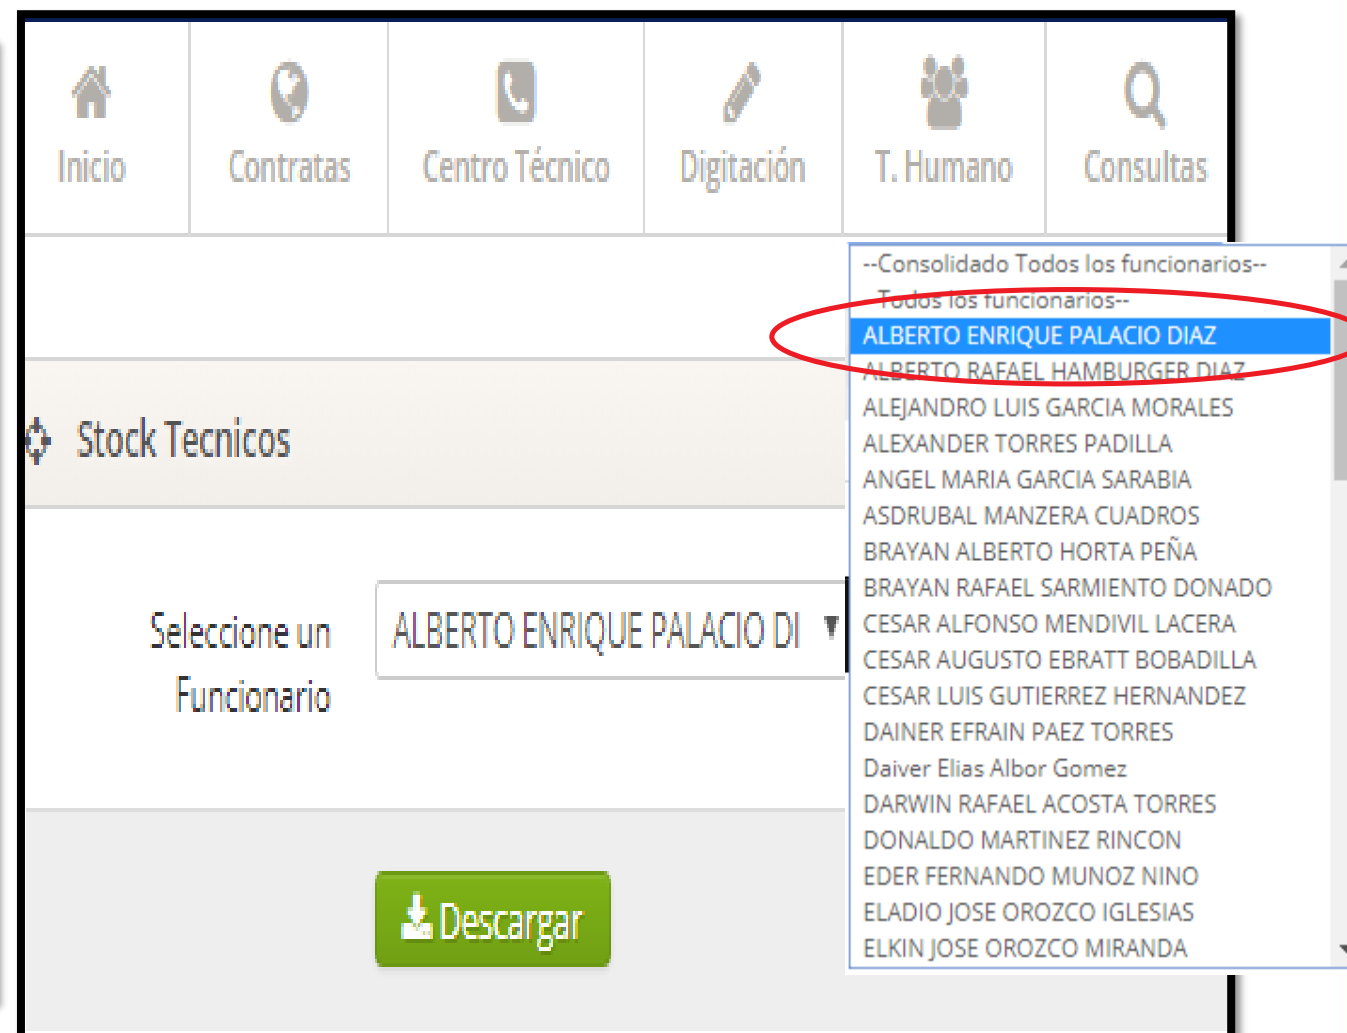 Inicio
Contratas
Centro Técnico
Digitación
T. Humano
Consultas
--Consolidado Todos los funcionarios--
--Todos los funcionarios--
ALBERTO ENRIQUE PALACIO DIAZ
ALBERTO RAFAEL HAMBURGER DIAZ
ALEJANDRO LUIS GARCIA MORALES
ALEXANDER TORRES PADILLA
ANGEL MARIA GARCIA SARABIA
ASDRUBAL MANZERA CUADROS
BRAYAN ALBERTO HORTA PEÑA
BRAYAN RAFAEL SARMIENTO DONADO
CESAR ALFONSO MENDIVIL LACERA
CESAR AUGUSTO EBRATT BOBADILLA
CESAR LUIS GUTIERREZ HERNANDEZ
DAINER EFRAIN PAEZ TORRES
Daiver Elias Albor Gomez
DARWIN RAFAEL ACOSTA TORRES
DONALDO MARTINEZ RINCON
EDER FERNANDO MUNOZ NINO
ELADIO JOSE OROZCO IGLESIAS
ELKIN JOSE OROZCO MIRANDA
Stock Tecnicos
Seleccione un
Funcionario
ALBERTO ENRIQUE PALACIO DI
Descargar